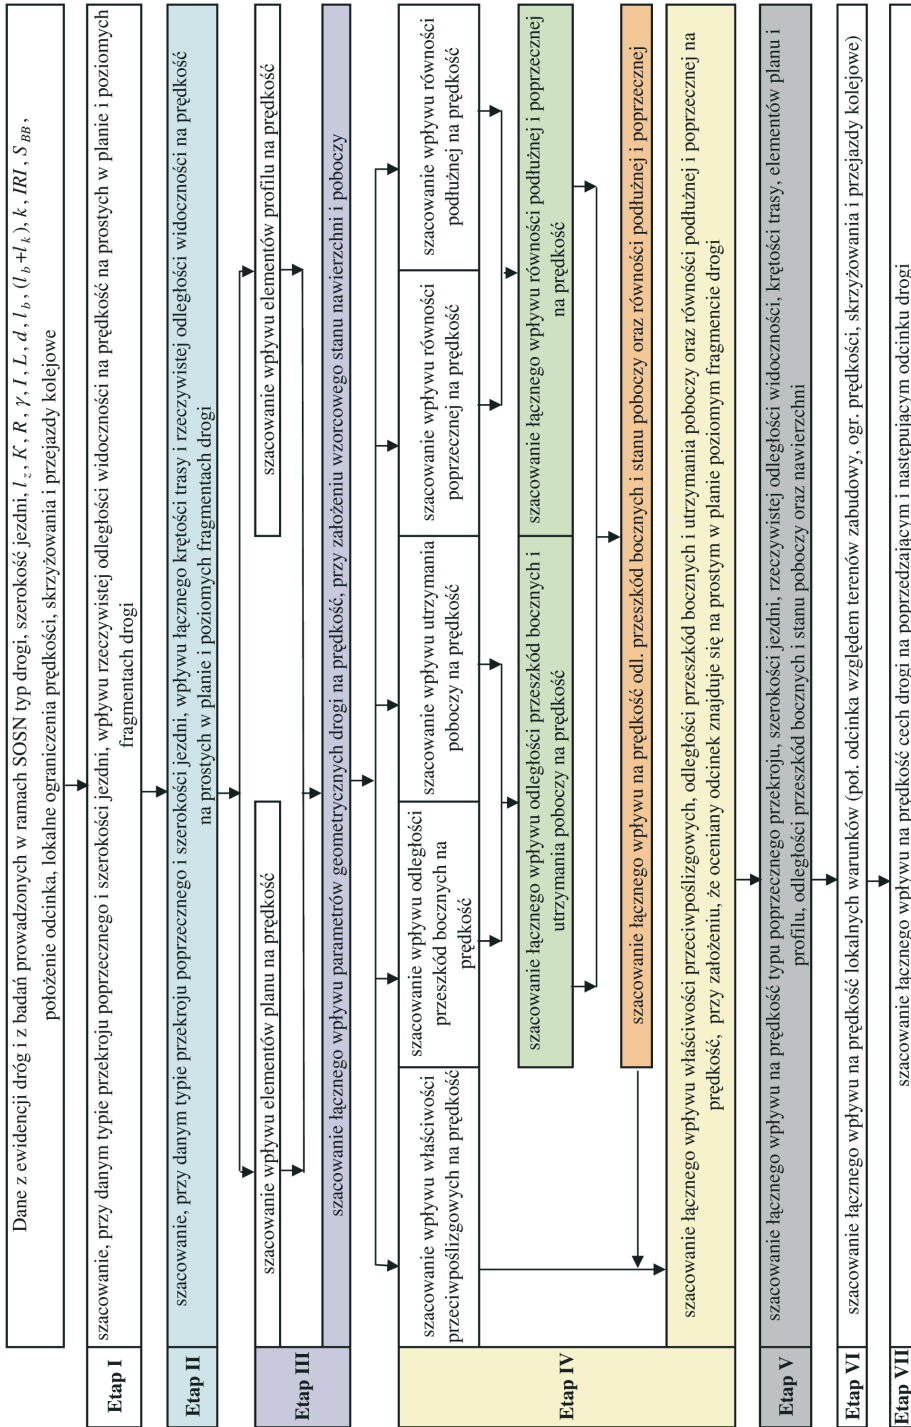 Dane z ewidencji dróg i z badań prowadzonych w ramach SOSN typ drogi, szerokość jezdni, l_z, K, R, γ, I, L, d, l_b, (l_b+l_k), k, IRI, S_BB,
położenie odcinka, lokalne ograniczenia prędkości, skrzyżowania i przejazdy kolejowe
Etap I
szacowanie, przy danym typie przekroju poprzecznego i szerokości jezdni, wpływu rzeczywistej odległości widoczności na prędkość na prostych w planie i poziomych
fragmentach drogi
Etap II
szacowanie, przy danym typie przekroju poprzecznego i szerokości jezdni, wpływu łącznego krętości trasy i rzeczywistej odległości widoczności na prędkość
na prostych w planie i poziomych fragmentach drogi
Etap III
szacowanie wpływu elementów planu na prędkość
szacowanie wpływu elementów profilu na prędkość
szacowanie łącznego wpływu parametrów geometrycznych drogi na prędkość, przy założeniu wzorcowego stanu nawierzchni i poboczy
Etap IV
szacowanie wpływu właściwości
przeciwpoślizgowych na prędkość
szacowanie wpływu odległości
przeszkód bocznych na
prędkość
szacowanie wpływu utrzymania
poboczy na prędkość
szacowanie wpływu równości
poprzecznej na prędkość
szacowanie wpływu równości
podłużnej na prędkość
szacowanie łącznego wpływu odległości przeszkód bocznych i
utrzymania poboczy na prędkość
szacowanie łącznego wpływu równości podłużnej i poprzecznej
na prędkość
szacowanie łącznego wpływu na prędkość odl. przeszkód bocznych i stanu poboczy oraz równości podłużnej i poprzecznej
szacowanie łącznego wpływu właściwości przeciwpoślizgowych, odległości przeszkód bocznych i utrzymania poboczy oraz równości podłużnej i poprzecznej na
prędkość, przy założeniu, że oceniany odcinek znajduje się na prostym w planie poziomym fragmencie drogi
Etap V
szacowanie łącznego wpływu na prędkość typu poprzecznego przekroju, szerokości jezdni, rzeczywistej odległości widoczności, krętości trasy, elementów planu i
profilu, odległości przeszkód bocznych i stanu poboczy oraz nawierzchni
Etap VI
szacowanie łącznego wpływu na prędkość lokalnych warunków (poł. odcinka względem terenów zabudowy, ogr. prędkości, skrzyżowania i przejazdy kolejowe)
Etap VII
szacowanie łącznego wpływu na prędkość cech drogi na poprzedzającym i następującym odcinku drogi